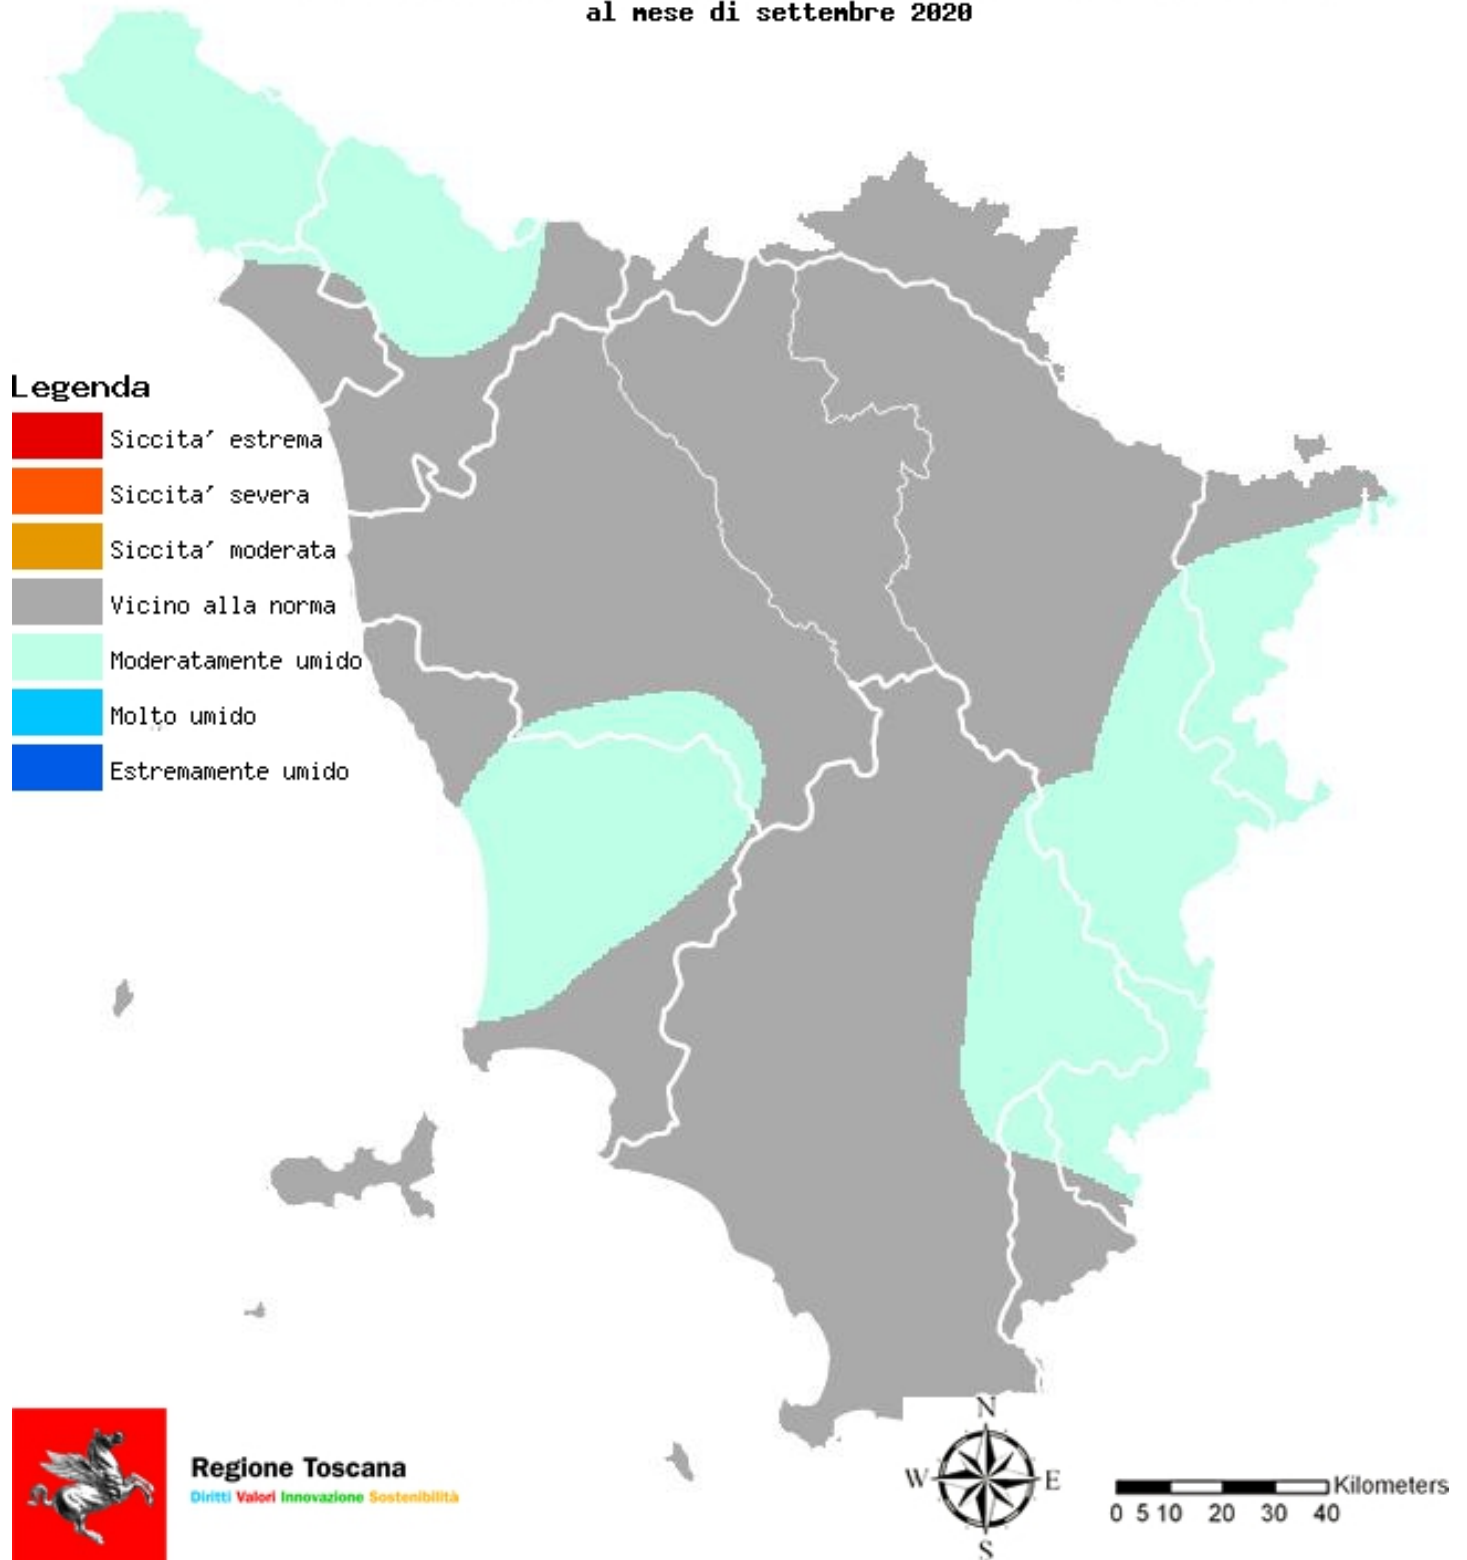 al mese di settembre 2020
Legenda
Siccita' estrema
Siccita' severa
Siccita' moderata
Vicino alla norma
Moderatamente umido
Molto umido
Estremamente umido
Regione Toscana
Diritti Valori Innovazione Sostenibilità
N
W E
S
Kilometers
0 5 10 20 30 40